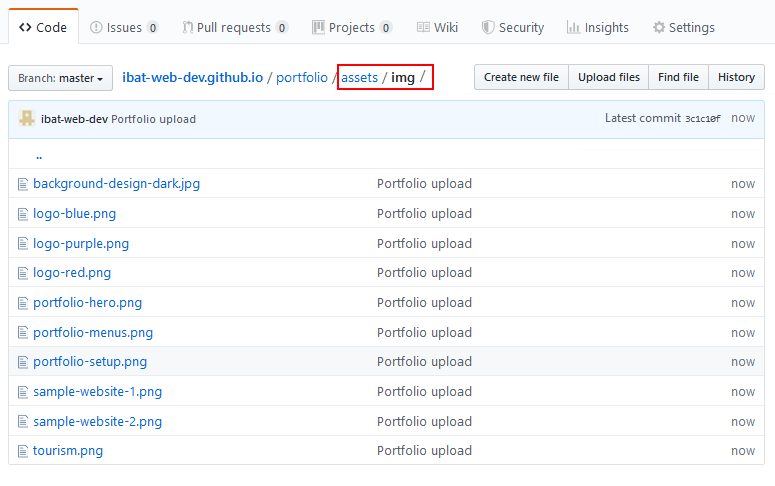 Code Issues 0 Pull requests 0 Projects 0 Wiki Security Insights Settings
Branch: master ibat-web-dev.github.io / portfolio / assets / img / Create new file Upload files Find file History
ibat-web-dev Portfolio upload Latest commit 3c1c10f now
..
background-design-dark.jpg Portfolio upload now
logo-blue.png Portfolio upload now
logo-purple.png Portfolio upload now
logo-red.png Portfolio upload now
portfolio-hero.png Portfolio upload now
portfolio-menus.png Portfolio upload now
portfolio-setup.png Portfolio upload now
sample-website-1.png Portfolio upload now
sample-website-2.png Portfolio upload now
tourism.png Portfolio upload now